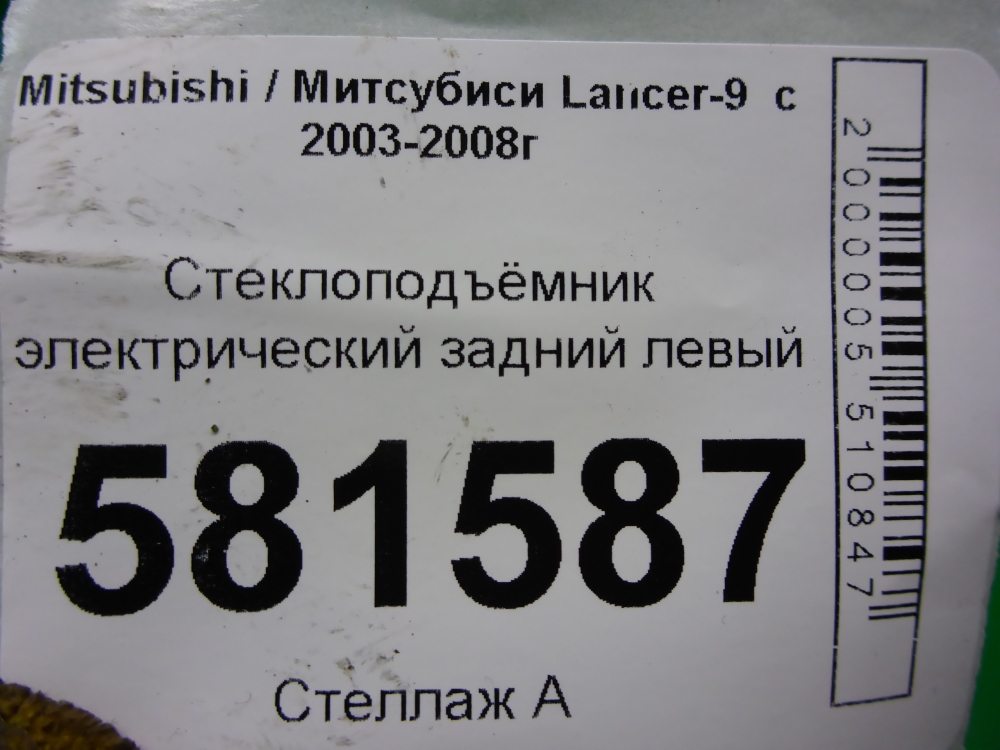 Mitsubishi / Митсубиси Lancer-9 с
2003-2008г
Стеклоподъёмник
электрический задний левый
581587
Стеллаж А
2000005510847